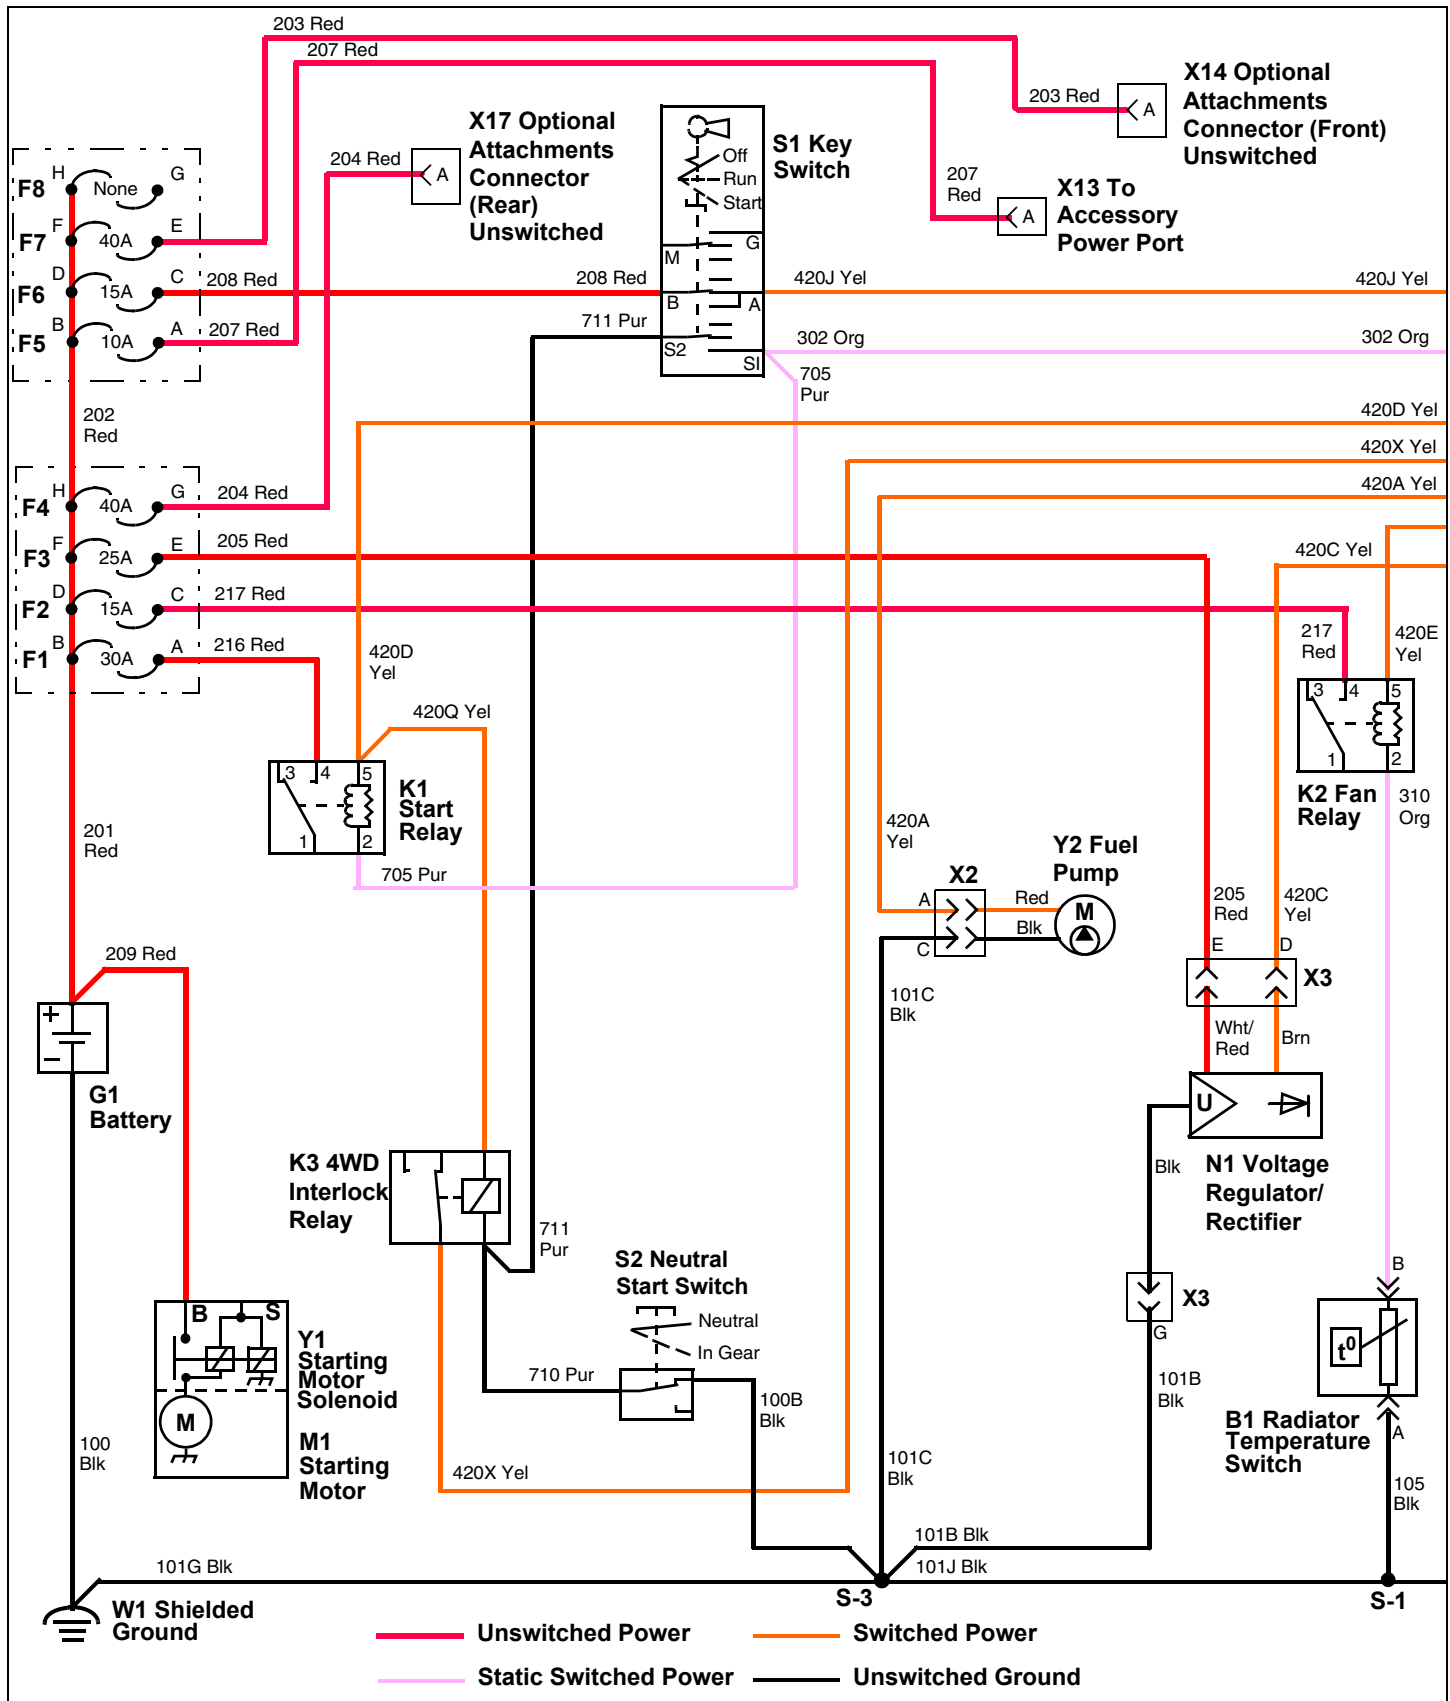 203 Red
207 Red
X14 Optional
Attachments
Connector (Front)
Unswitched
203 Red
A
X17 Optional
Attachments
Connector
(Rear)
Unswitched
204 Red
A
S1 Key
Switch
Off
Run
Start
M
G
B
A
S2
SI
207
Red
X13 To
Accessory
Power Port
A
F8
H
None
G
F7
F
40A
E
F6
D
15A
C
208 Red
208 Red
420J Yel
420J Yel
F5
B
10A
A
207 Red
711 Pur
302 Org
302 Org
705
Pur
202
Red
420D Yel
420X Yel
420A Yel
F4
H
40A
G
204 Red
F3
F
25A
E
205 Red
420C Yel
F2
D
15A
C
217 Red
F1
B
30A
A
216 Red
420D
Yel
217
Red
420E
Yel
420Q Yel
3
4
5
1
2
K1
Start
Relay
3
4
5
1
2
K2 Fan
Relay
310
Org
201
Red
705 Pur
420A
Yel
X2
A
C
Red
Blk
Y2 Fuel
Pump
M
205
Red
420C
Yel
E
D
X3
209 Red
+
–
G1
Battery
101C
Blk
Wht/
Red
Brn
U
N1 Voltage
Regulator/
Rectifier
Blk
K3 4WD
Interlock
Relay
711
Pur
S2 Neutral
Start Switch
Neutral
In Gear
710 Pur
100B
Blk
X3
G
B
t0
B1 Radiator
Temperature
Switch
A
B
S
Y1
Starting
Motor
Solenoid
M
M1
Starting
Motor
100
Blk
420X Yel
101C
Blk
101B
Blk
105
Blk
101B Blk
101G Blk
101J Blk
S-3
S-1
W1 Shielded
Ground
Unswitched Power
Switched Power
Static Switched Power
Unswitched Ground